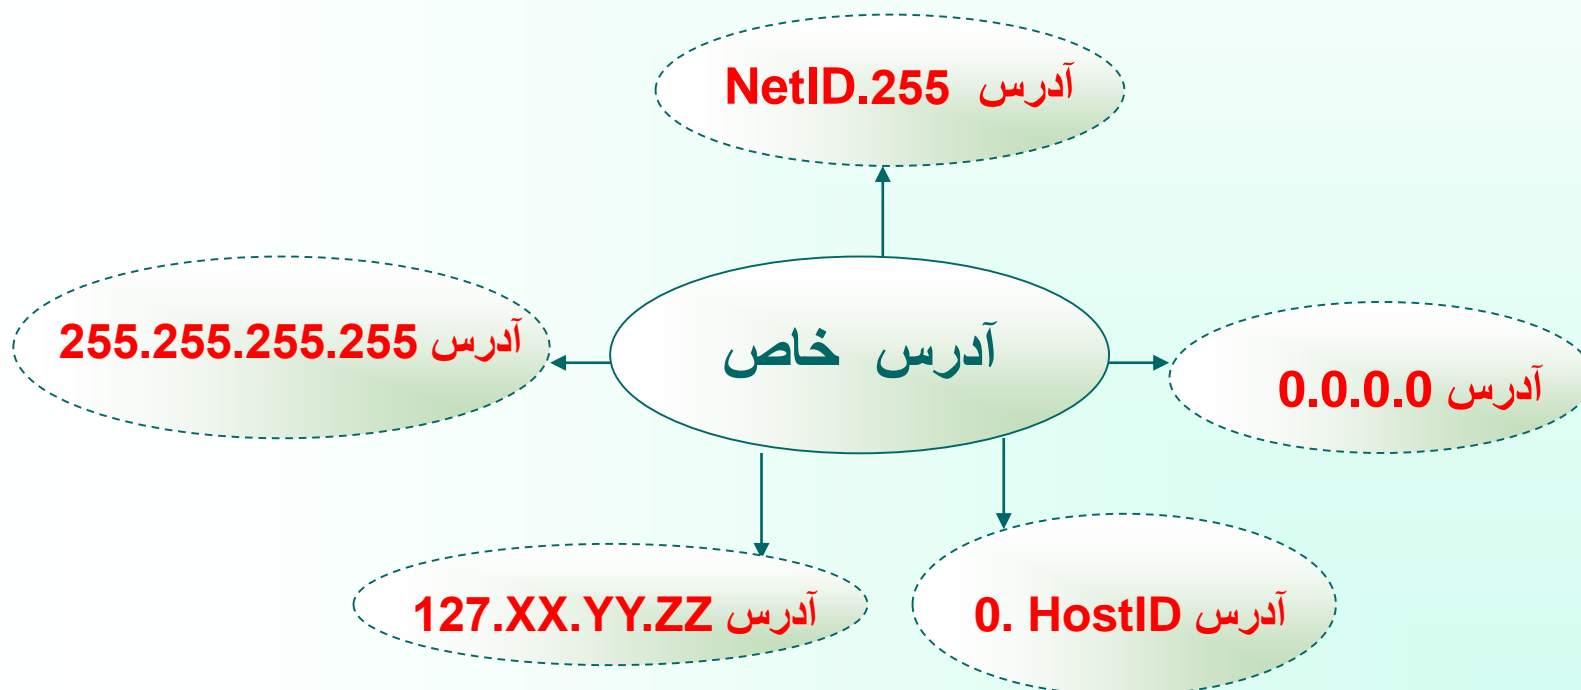 آدرس NetID.255
آدرس 255.255.255.255
آدرس خاص
آدرس 0.0.0.0
آدرس 127.XX.YY.ZZ
آدرس 0. HostID